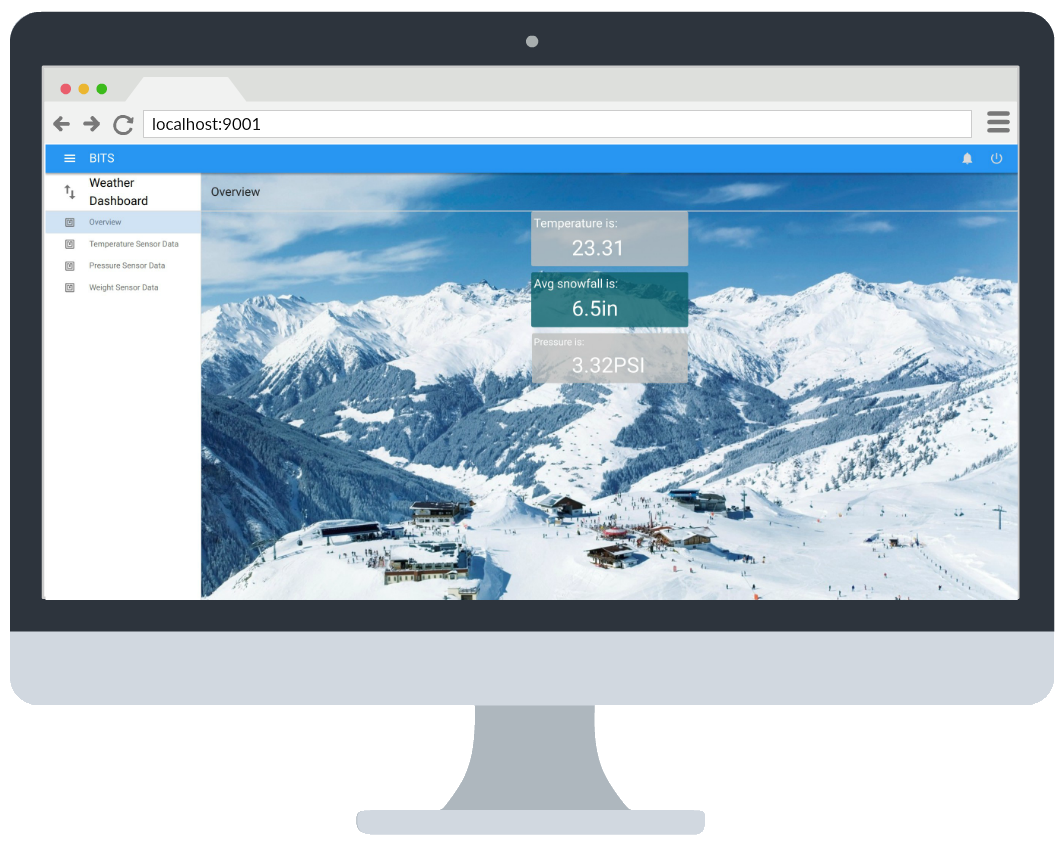 localhost:9001
BITS
Weather
Dashboard
Overview
Temperature Sensor Data
Pressure Sensor Data
Weight Sensor Data
Overview
Temperature is:
23.31
Avg snowfall is:
6.5in
Pressure is:
3.32PSI